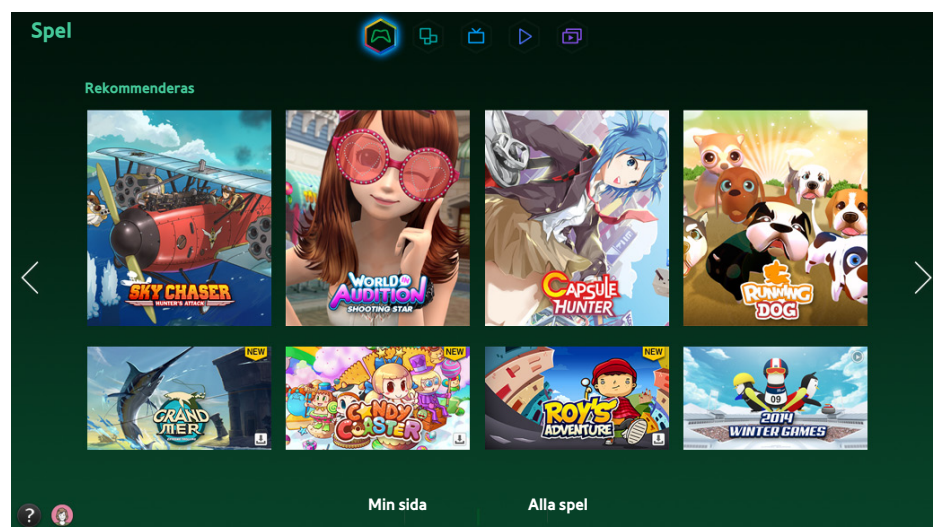 Spel
Rekommenderas
SKY CHASER
HUNTER'S ATTACK!
WORLD IN
AUDITION
SHOOTING STAR
CAPSULE
HUNTER
RUNNING
DOG
NEW
GRAND
MER
NEW
CANDY
COASTER
NEW
ROY'S
ADVENTURE
09
2014
WINTER GAMES
Min sida
Alla spel
?